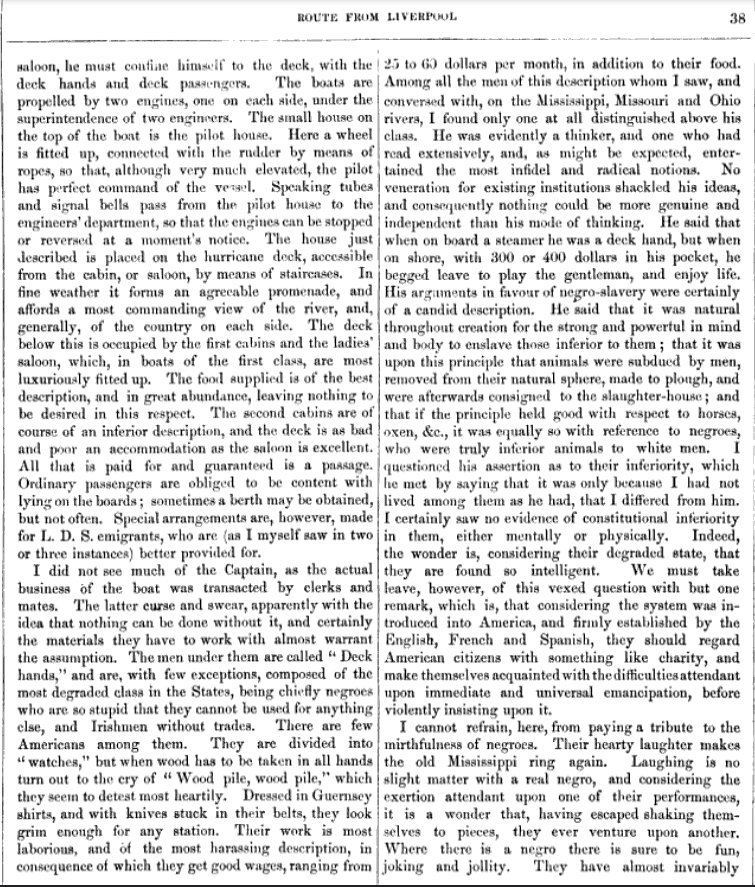 ROUTE FROM LIVERPOOL
38
saloon, he must confine himself to the deck, with the
deck hands and deck passengers. The boats are
propelled by two engines, one on each side, under the
superintendence of two engineers. The small house on
the top of the boat is the pilot house. Here a wheel
is fitted up, connected with the rudder by means of
ropes, so that, although very much elevated, the pilot
has perfect command of the vessel. Speaking tubes
and signal bells pass from the pilot house to the
engineers' department, so that the engines can be stopped
or reversed at a moment's notice. The house just
described is placed on the hurricane deck, accessible
from the cabin, or saloon, by means of staircases. In
fine weather it forms an agreeable promenade, and
affords a most commanding view of the river, and,
generally, of the country on each side. The deck
below this is occupied by the first cabins and the ladies'
saloon, which, in boats of the first class, are most
luxuriously fitted up. The food supplied is of the best
description, and in great abundance, leaving nothing to
be desired in this respect. The second cabins are of
course of an inferior description, and the deck is as bad
and poor an accommodation as the saloon is excellent.
All that is paid for and guaranteed is a passage.
Ordinary passengers are obliged to be content with
lying on the boards; sometimes a berth may be obtained,
but not often. Special arrangements are, however, made
for L. D. S. emigrants, who are (as I myself saw in two
or three instances) better provided for.
I did not see much of the Captain, as the actual
business of the boat was transacted by clerks and
mates. The latter curse and swear, apparently with the
idea that nothing can be done without it, and certainly
the materials they have to work with almost warrant
the assumption. The men under them are called "Deck
hands," and are, with few exceptions, composed of the
most degraded class in the States, being chiefly negroes
who are so stupid that they cannot be used for anything
else, and Irishmen without trades. There are few
Americans among them. They are divided into
"watches," but when wood has to be taken in all hands
turn out to the cry of "Wood pile, wood pile," which
they seem to detest most heartily. Dressed in Guernsey
shirts, and with knives stuck in their belts, they look
grim enough for any station. Their work is most
laborious, and of the most harassing description, in
consequence of which they get good wages, ranging from
25 to 60 dollars per month, in addition to their food.
Among all the men of this description whom I saw, and
conversed with, on the Mississippi, Missouri and Ohio
rivers, I found only one at all distinguished above his
class. He was evidently a thinker, and one who had
read extensively, and, as might be expected, enter-
tained the most infidel and radical notions. No
veneration for existing institutions shackled his ideas,
and consequently nothing could be more genuine and
independent than his mode of thinking. He said that
when on board a steamer he was a deck hand, but when
on shore, with 300 or 400 dollars in his pocket, he
begged leave to play the gentleman, and enjoy life.
His arguments in favour of negro-slavery were certainly
of a candid description. He said that it was natural
throughout creation for the strong and powerful in mind
and body to enslave those inferior to them; that it was
upon this principle that animals were subdued by men,
removed from their natural sphere, made to plough, and
were afterwards consigned to the slaughter-house; and
that if the principle held good with respect to horses,
oxen, &c., it was equally so with reference to negroes,
who were truly inferior animals to white men. I
questioned his assertion as to their inferiority, which
he met by saying that it was only because I had not
lived among them as he had, that I differed from him.
I certainly saw no evidence of constitutional inferiority
in them, either mentally or physically. Indeed,
the wonder is, considering their degraded state, that
they are found so intelligent. We must take
leave, however, of this vexed question with but one
remark, which is, that considering the system was in-
troduced into America, and firmly established by the
English, French and Spanish, they should regard
American citizens with something like charity, and
make themselves acquainted with the difficulties attendant
upon immediate and universal emancipation, before
violently insisting upon it.
I cannot refrain, here, from paying a tribute to the
mirthfulness of negroes. Their hearty laughter makes
the old Mississippi ring again. Laughing is no
slight matter with a real negro, and considering the
exertion attendant upon one of their performances,
it is a wonder that, having escaped shaking them-
selves to pieces, they ever venture upon another.
Where there is a negro there is sure to be fun,
joking and jollity. They have almost invariably